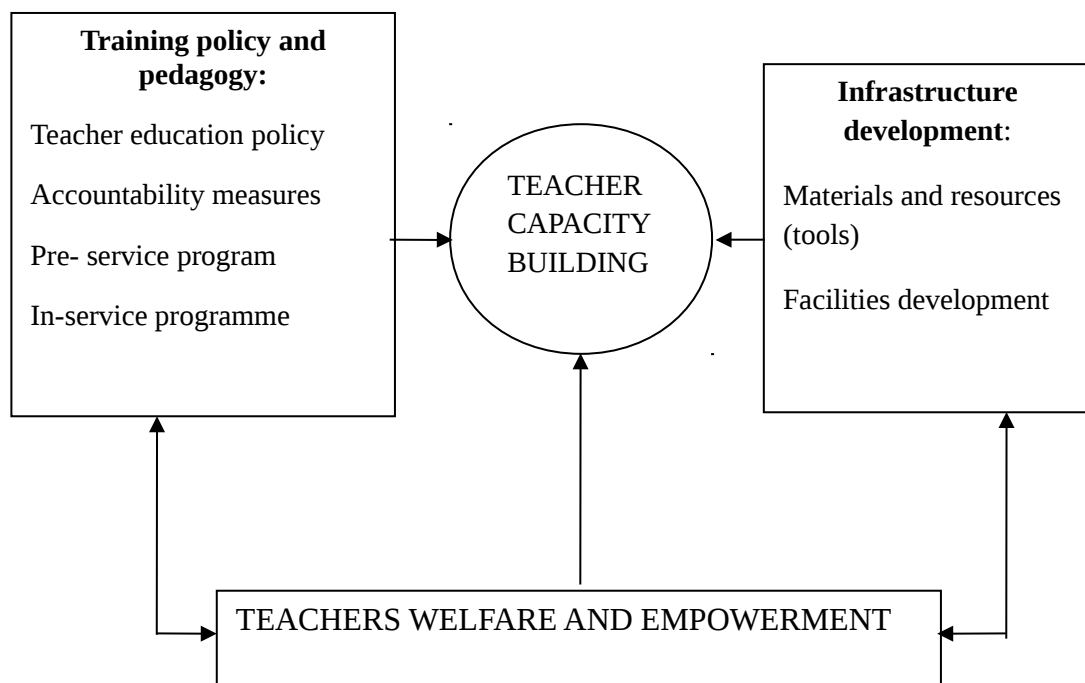 Training policy and
pedagogy:
Teacher education policy
Accountability measures
Pre- service program
In-service programme
TEACHER
CAPACITY
BUILDING
Infrastructure
development:
Materials and resources
(tools)
Facilities development
TEACHERS WELFARE AND EMPOWERMENT